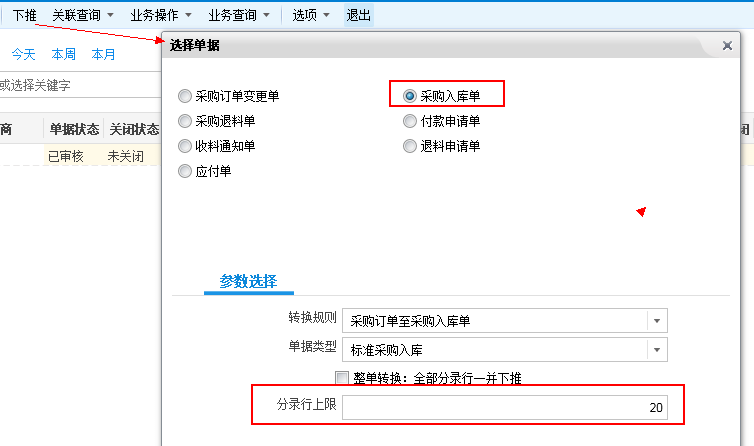 下推 关联查询 业务操作 业务查询 选项 退出
选择单据
今天 本周 本月
或选择关键字
采购订单变更单 采购入库单
采购退料单 付款申请单
商 单据状态 关闭状态 闭
收料通知单 退料申请单
已审核 未关闭
应付单
参数选择
转换规则 采购订单至采购入库单
单据类型 标准采购入库
整单转换：全部分录行一并下推
分录行上限 20